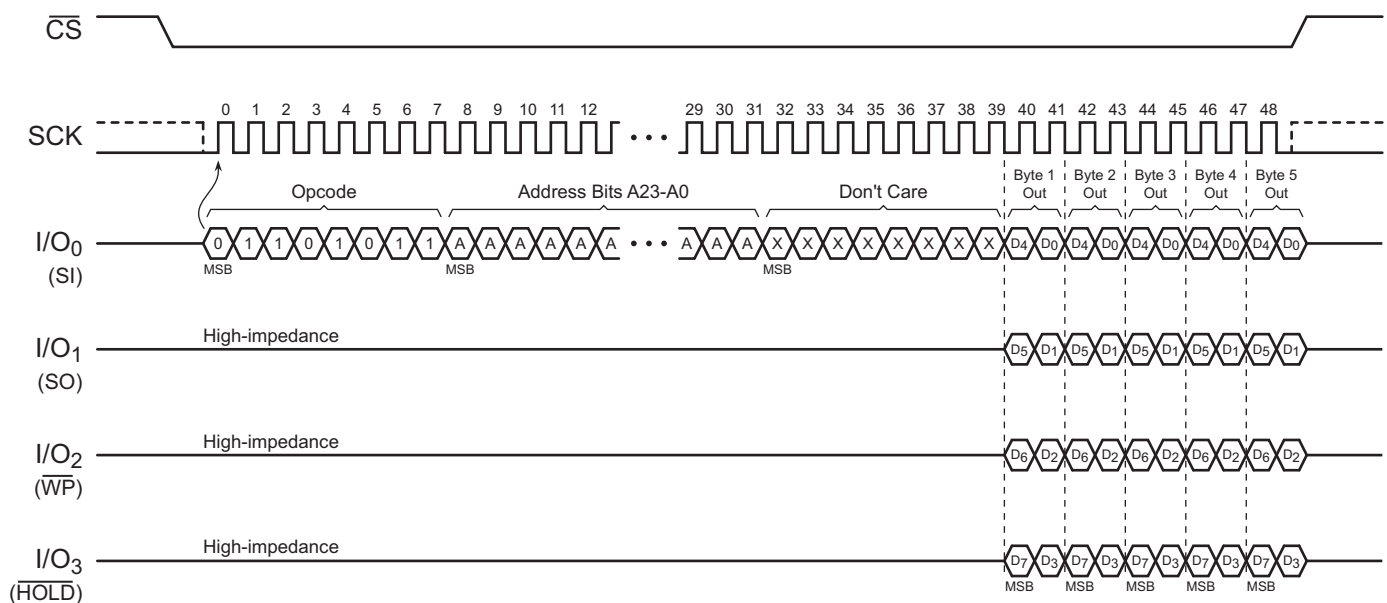 CS
0 1 2 3 4 5 6 7 8 9 10 11 12 29 30 31 32 33 34 35 36 37 38 39 40 41 42 43 44 45 46 47 48
SCK • • •
Opcode Address Bits A23-A0 Don't Care Byte 1 Out Byte 2 Out Byte 3 Out Byte 4 Out Byte 5 Out
I/O0 0 1 1 0 1 0 1 1 A A A A A A • • • A A A X X X X X X X X D4 D0 D4 D0 D4 D0 D4 D0 D4 D0
(SI) MSB MSB MSB
High-impedance
I/O1 D5 D1 D5 D1 D5 D1 D5 D1 D5 D1
(SO)
High-impedance
I/O2 D6 D2 D6 D2 D6 D2 D6 D2 D6 D2
(WP)
High-impedance
I/O3 D7 D3 D7 D3 D7 D3 D7 D3 D7 D3
(HOLD) MSB MSB MSB MSB MSB